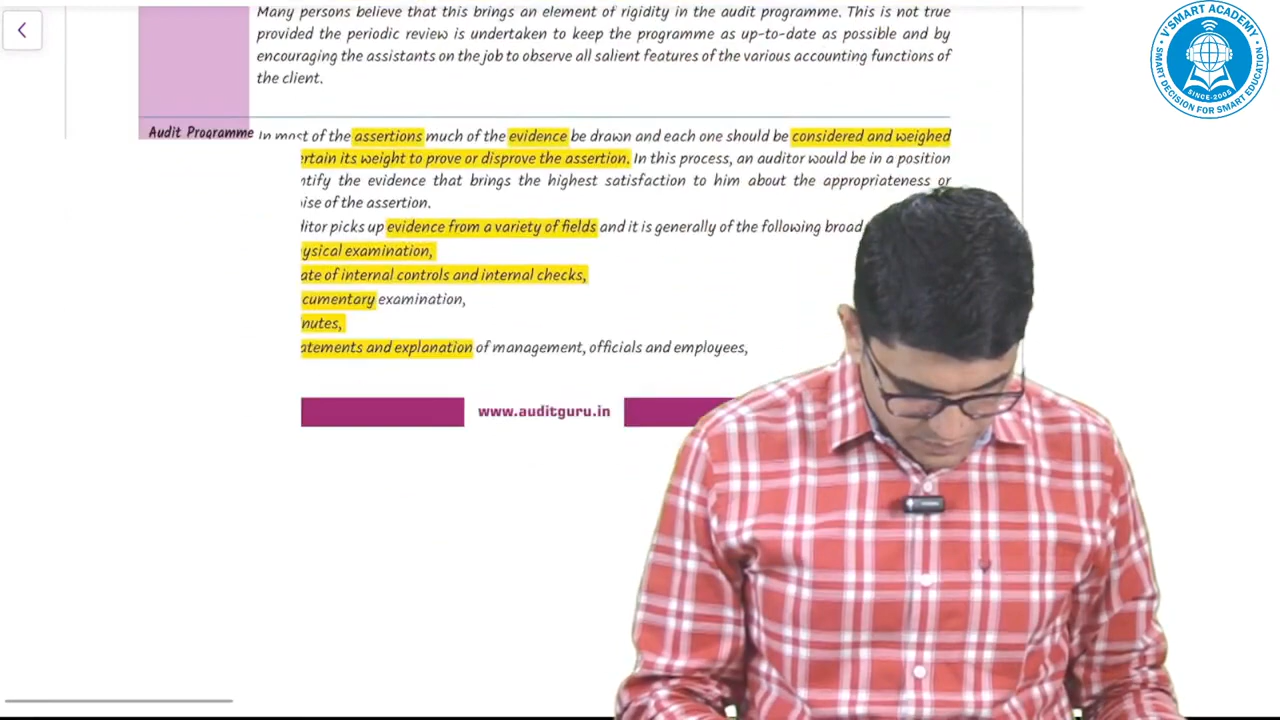 Many persons believe that this brings an element of rigidity in the audit programme. This is not true
provided the periodic review is undertaken to keep the programme as up-to-date as possible and by
encouraging the assistants on the job to observe all salient features of the various accounting functions of
the client.
Audit Programme In most of the assertions much of the evidence be drawn and each one should be considered and weighed
ertain its weight to prove or disprove the assertion. In this process, an auditor would be in a position
ntify the evidence that brings the highest satisfaction to him about the appropriateness or
ise of the assertion.
ditor picks up evidence from a variety of fields and it is generally of the following broad
ysical examination,
ate of internal controls and internal checks,
cumentary examination,
nutes,
atements and explanation of management, officials and employees,
www.auditguru.in
V'SMART ACADEMY
SMART DECISION FOR SMART EDUCATION
SINCE-2005